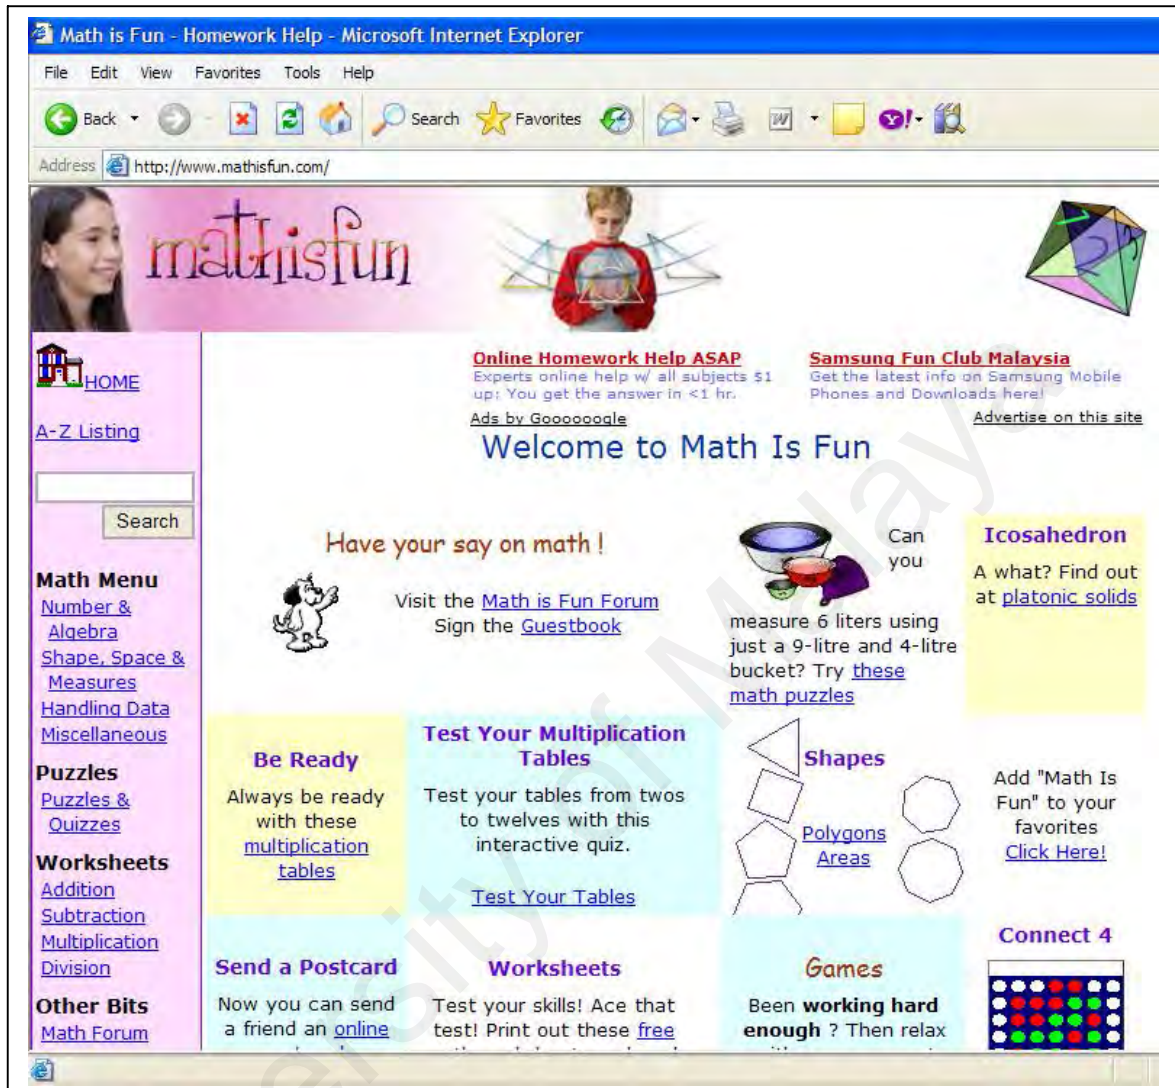 Math is Fun - Homework Help - Microsoft Internet Explorer
File Edit View Favorites Tools Help
Back Search Favorites
Address http://www.mathisfun.com/
mathisfun
HOME
A-Z Listing
Search
Math Menu
Number &
Algebra
Shape, Space &
Measures
Handling Data
Miscellaneous
Puzzles
Puzzles &
Quizzes
Worksheets
Addition
Subtraction
Multiplication
Division
Other Bits
Math Forum
Online Homework Help ASAP
Experts online help w/ all subjects $1
up: You get the answer in <1 hr.
Samsung Fun Club Malaysia
Get the latest info on Samsung Mobile
Phones and Downloads here!
Ads by Goooooogle
Advertise on this site
Welcome to Math Is Fun
Have your say on math !
Visit the Math is Fun Forum
Sign the Guestbook
Can
you
measure 6 liters using
just a 9-litre and 4-litre
bucket? Try these
math puzzles
Icosahedron
A what? Find out
at platonic solids
Be Ready
Always be ready
with these
multiplication
tables
Test Your Multiplication
Tables
Test your tables from twos
to twelves with this
interactive quiz.
Test Your Tables
Shapes
Polygons
Areas
Add "Math Is
Fun" to your
favorites
Click Here!
Send a Postcard
Now you can send
a friend an online
Worksheets
Test your skills! Ace that
test! Print out these free
Games
Been working hard
enough ? Then relax
Connect 4
University of Malaya